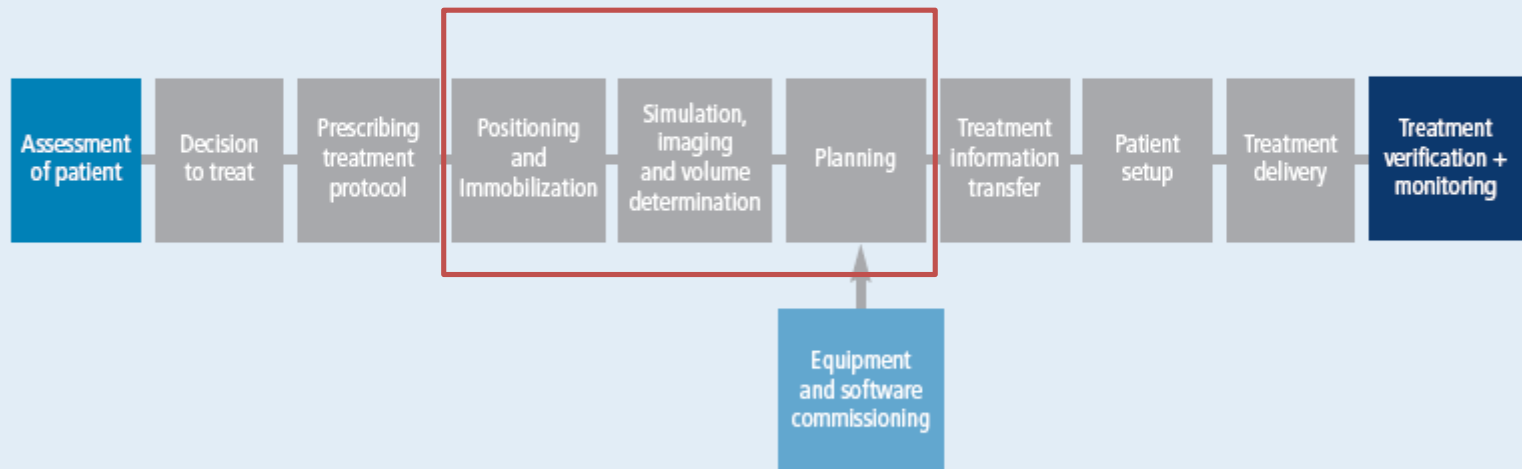 Assessment
of patient
Decision
to treat
Prescribing
treatment
protocol
Positioning
and
Immobilization
Simulation,
imaging
and volume
determination
Planning
Treatment
information
transfer
Patient
setup
Treatment
delivery
Treatment
verification +
monitoring
Equipment
and software
commissioning